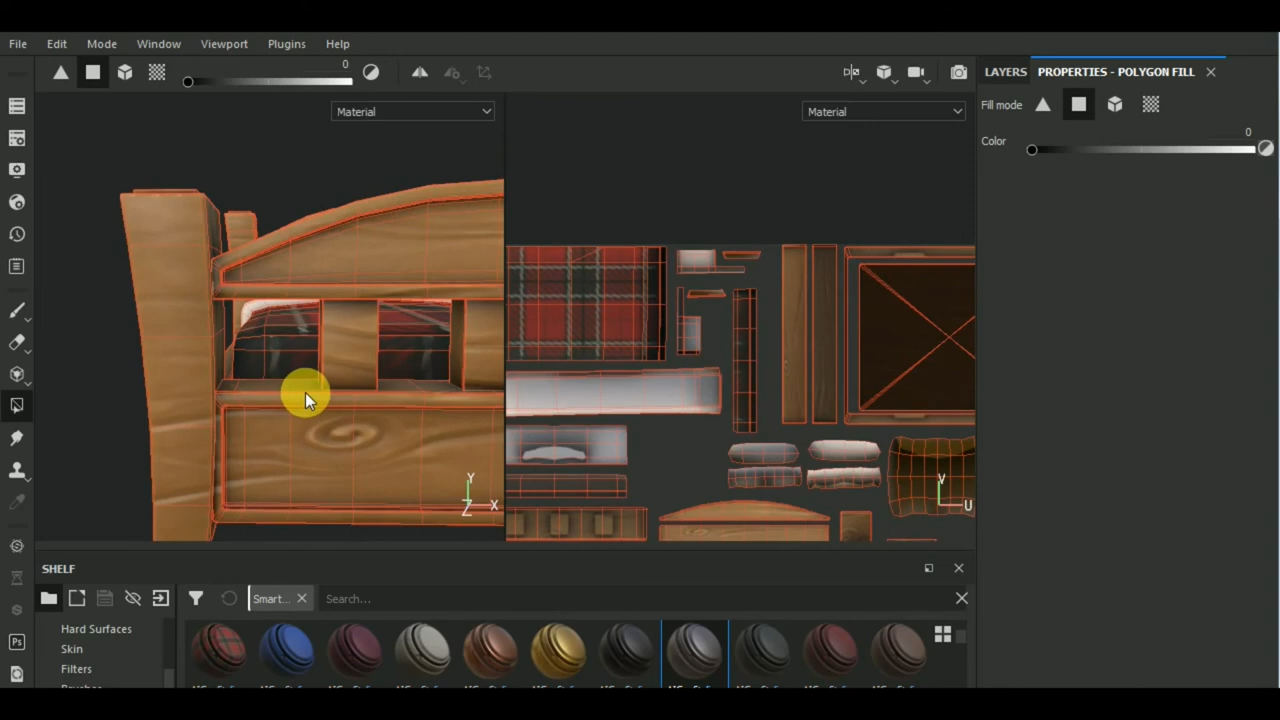 File Edit Mode Window Viewport Plugins Help
0
LAYERS PROPERTIES - POLYGON FILL
Material
Material
Fill mode
0
Color
Y
Z X
V
U
SHELF
Smart...
Search...
Hard Surfaces
Skin
Filters
Ps